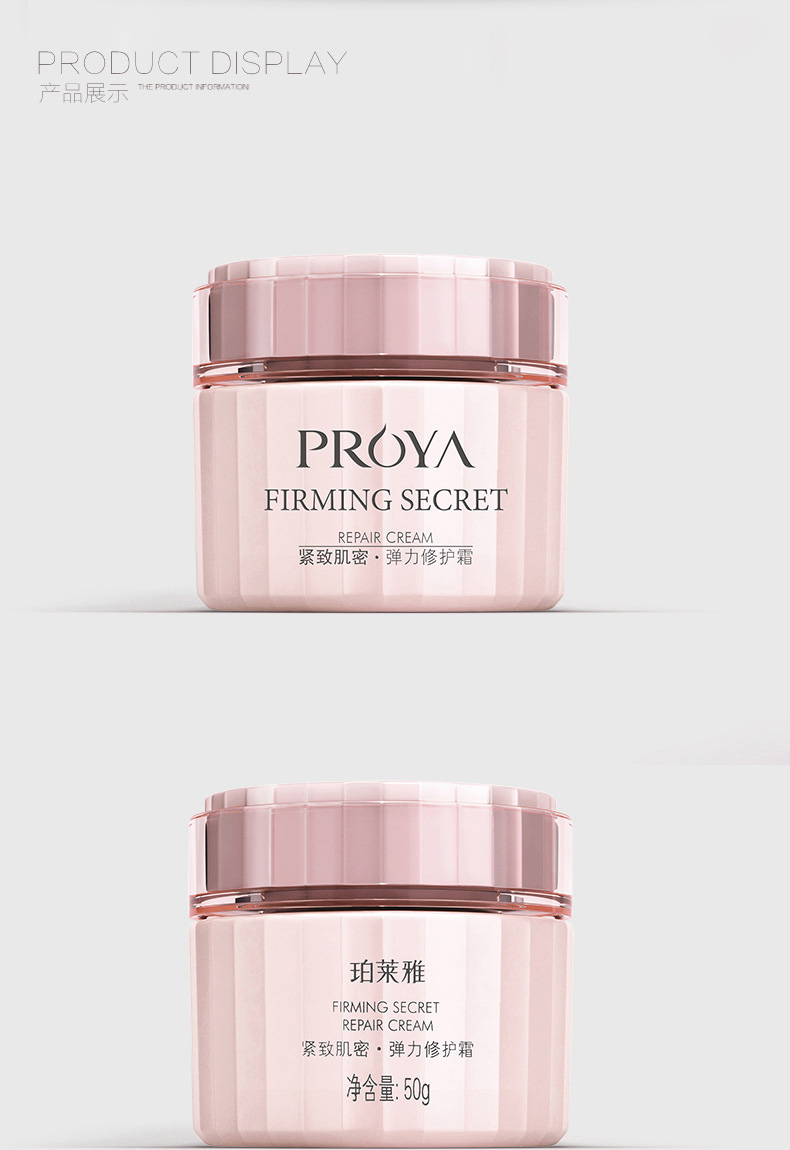 PRODUCT DISPLAY
产品展示 THE PRODUCT INFORMATION
PROYA
FIRMING SECRET
REPAIR CREAM
紧致肌密·弹力修护霜
珀莱雅
FIRMING SECRET
REPAIR CREAM
紧致肌密·弹力修护霜
净含量: 50g